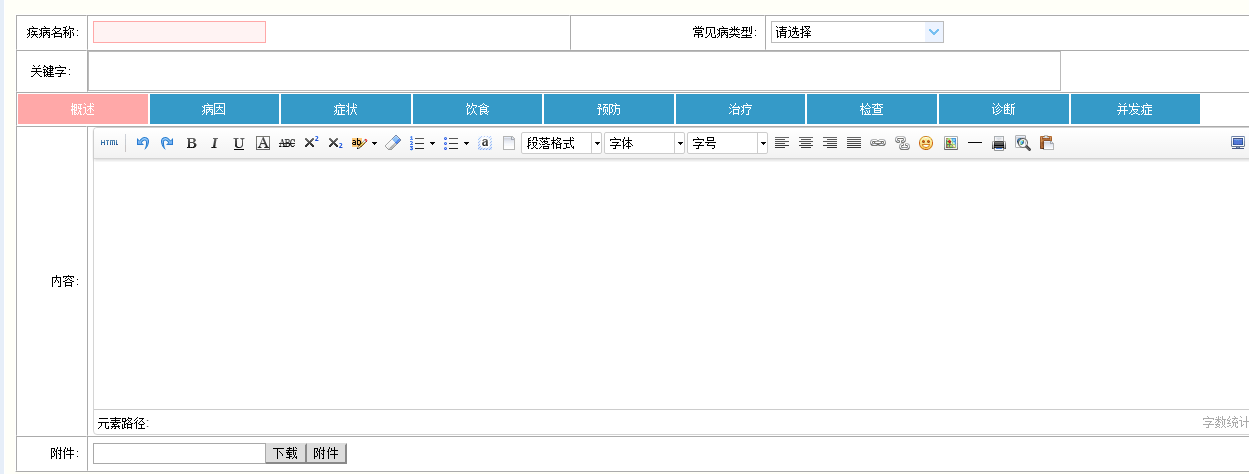 疾病名称： 常见病类型： 请选择
关键字：
概述 病因 症状 饮食 预防 治疗 检查 诊断 并发症
HTML B I U A ABC X² X₂ ab a 段落格式 字体 字号
内容：
元素路径： 字数统计
附件： 下载 附件